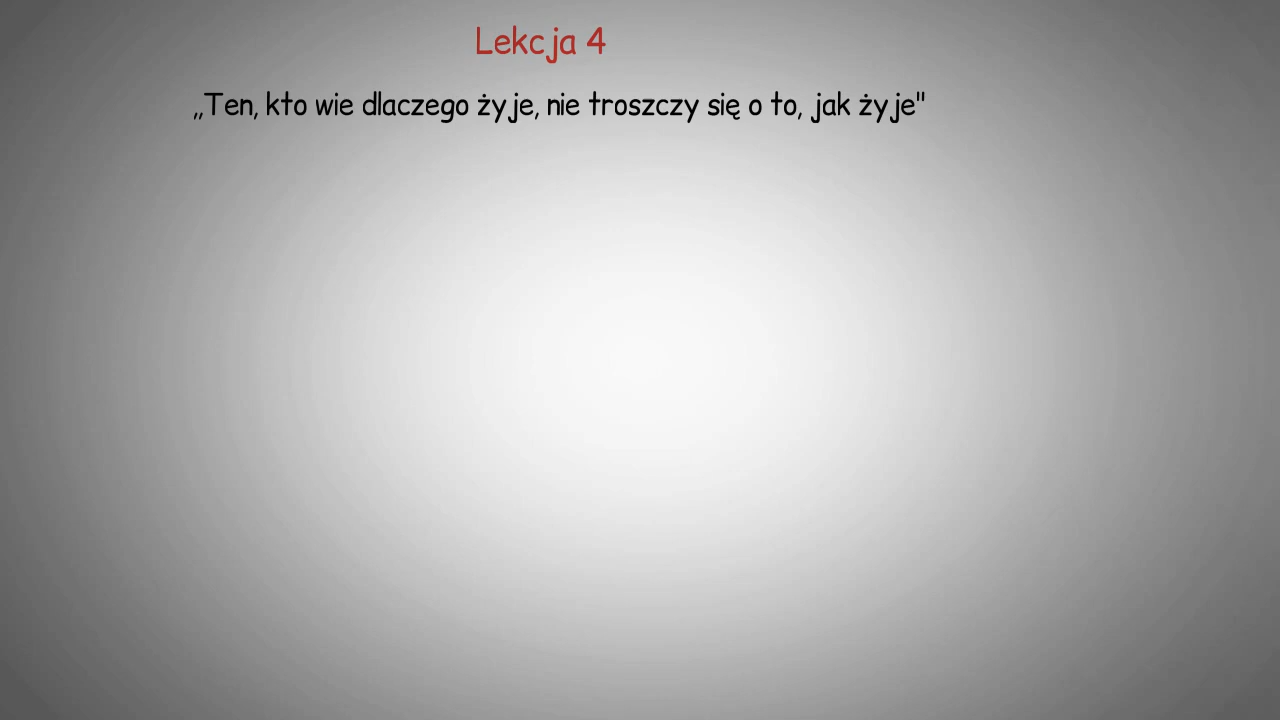 Lekcja 4
„Ten, kto wie dlaczego żyje, nie troszczy się o to, jak żyje"